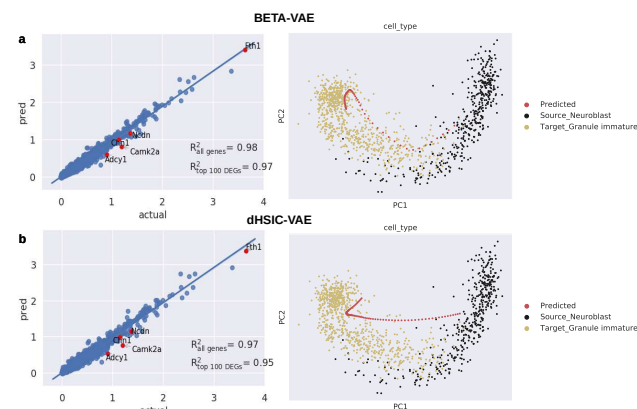 BETA-VAE
a
pred
3
2
1
0
Fth1
Ncdn
Chn1
Camk2a
Adcy1
R²all genes = 0.98
R²top 100 DEGs = 0.97
0 1 2 3 4
actual
cell_type
PC2
PC1
Predicted
Source_Neuroblast
Target_Granule immature
dHSIC-VAE
b
pred
3
2
1
0
Fth1
Ncdn
Chn1
Camk2a
Adcy1
R²all genes = 0.97
R²top 100 DEGs = 0.95
0 1 2 3 4
actual
cell_type
PC2
PC1
Predicted
Source_Neuroblast
Target_Granule immature